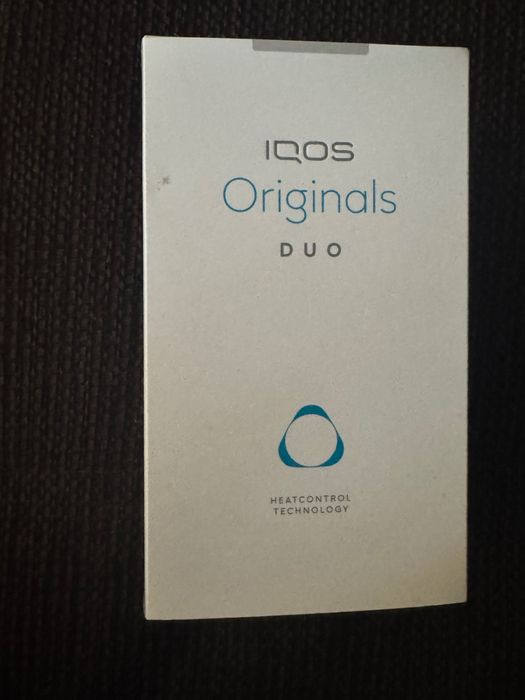 IQOS
Originals
DUO
HEATCONTROL
TECHNOLOGY